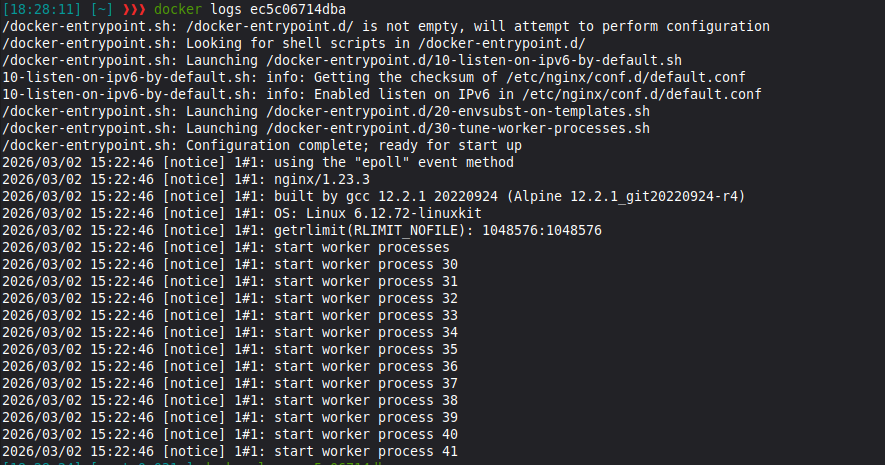 [18:28:11] [~] ❯❯❯ docker logs ec5c06714dba
/docker-entrypoint.sh: /docker-entrypoint.d/ is not empty, will attempt to perform configuration
/docker-entrypoint.sh: Looking for shell scripts in /docker-entrypoint.d/
/docker-entrypoint.sh: Launching /docker-entrypoint.d/10-listen-on-ipv6-by-default.sh
10-listen-on-ipv6-by-default.sh: info: Getting the checksum of /etc/nginx/conf.d/default.conf
10-listen-on-ipv6-by-default.sh: info: Enabled listen on IPv6 in /etc/nginx/conf.d/default.conf
/docker-entrypoint.sh: Launching /docker-entrypoint.d/20-envsubst-on-templates.sh
/docker-entrypoint.sh: Launching /docker-entrypoint.d/30-tune-worker-processes.sh
/docker-entrypoint.sh: Configuration complete; ready for start up
2026/03/02 15:22:46 [notice] 1#1: using the "epoll" event method
2026/03/02 15:22:46 [notice] 1#1: nginx/1.23.3
2026/03/02 15:22:46 [notice] 1#1: built by gcc 12.2.1 20220924 (Alpine 12.2.1_git20220924-r4)
2026/03/02 15:22:46 [notice] 1#1: OS: Linux 6.12.72-linuxkit
2026/03/02 15:22:46 [notice] 1#1: getrlimit(RLIMIT_NOFILE): 1048576:1048576
2026/03/02 15:22:46 [notice] 1#1: start worker processes
2026/03/02 15:22:46 [notice] 1#1: start worker process 30
2026/03/02 15:22:46 [notice] 1#1: start worker process 31
2026/03/02 15:22:46 [notice] 1#1: start worker process 32
2026/03/02 15:22:46 [notice] 1#1: start worker process 33
2026/03/02 15:22:46 [notice] 1#1: start worker process 34
2026/03/02 15:22:46 [notice] 1#1: start worker process 35
2026/03/02 15:22:46 [notice] 1#1: start worker process 36
2026/03/02 15:22:46 [notice] 1#1: start worker process 37
2026/03/02 15:22:46 [notice] 1#1: start worker process 38
2026/03/02 15:22:46 [notice] 1#1: start worker process 39
2026/03/02 15:22:46 [notice] 1#1: start worker process 40
2026/03/02 15:22:46 [notice] 1#1: start worker process 41